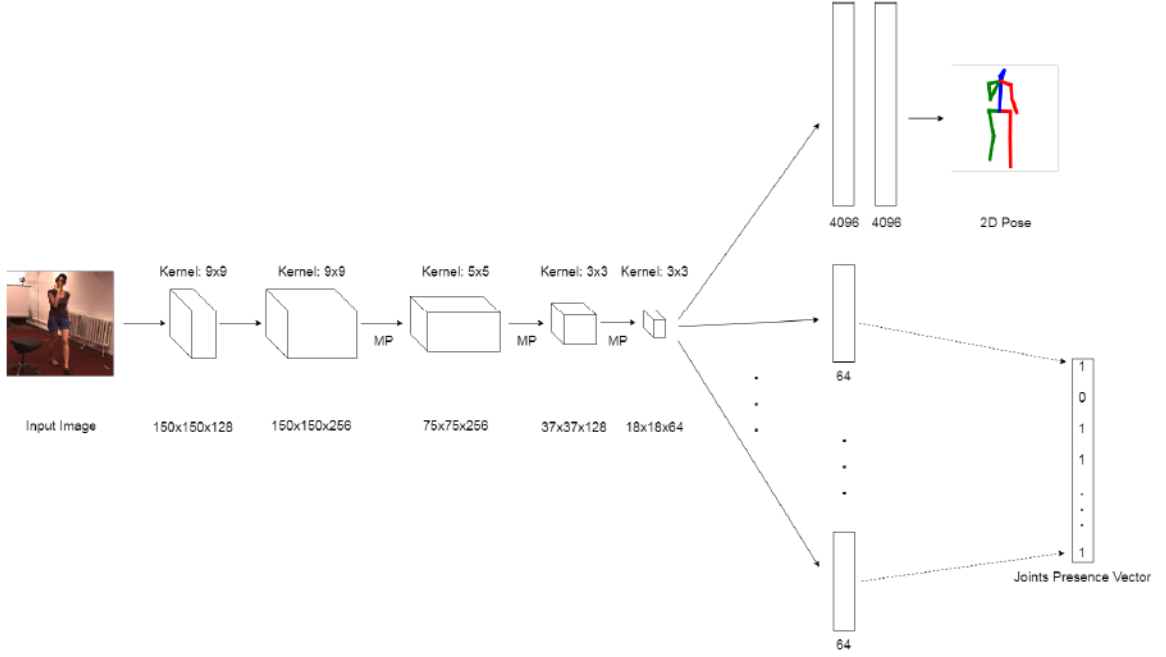 4096 4096
2D Pose
Kernel: 9x9 Kernel: 9x9 Kernel: 5x5 Kernel: 3x3 Kernel: 3x3
MP MP MP
64
1
0
1
1
1
Input Image 150x150x128 150x150x256 75x75x256 37x37x128 18x18x64
Joints Presence Vector
64